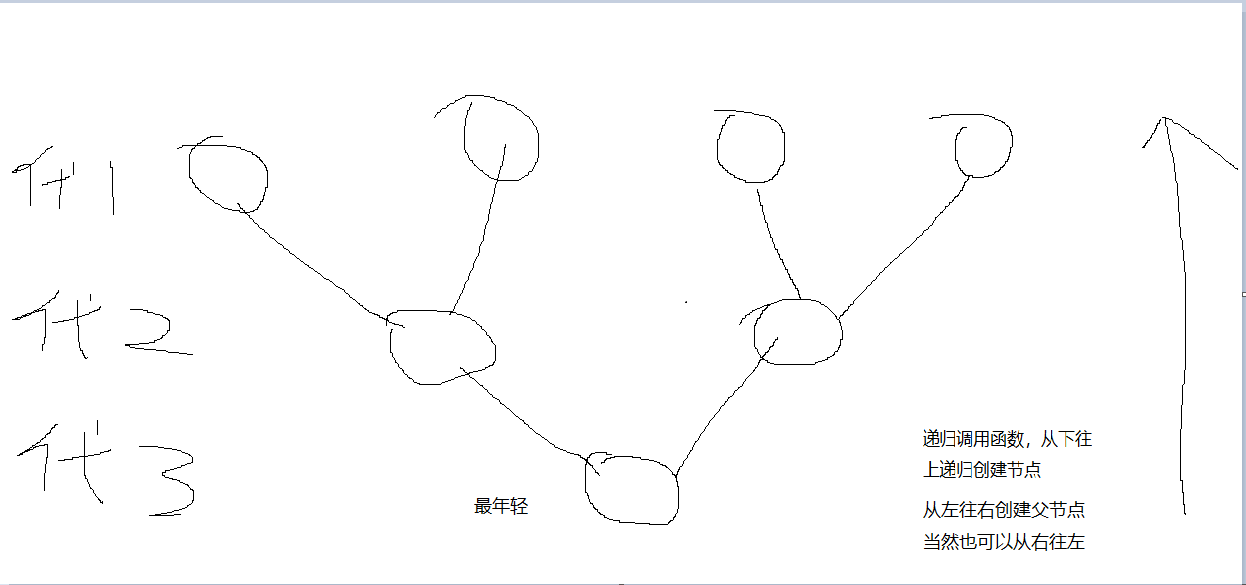 代1
代2
代3
最年轻
递归调用函数，从下往
上递归创建节点
从左往右创建父节点
当然也可以从右往左